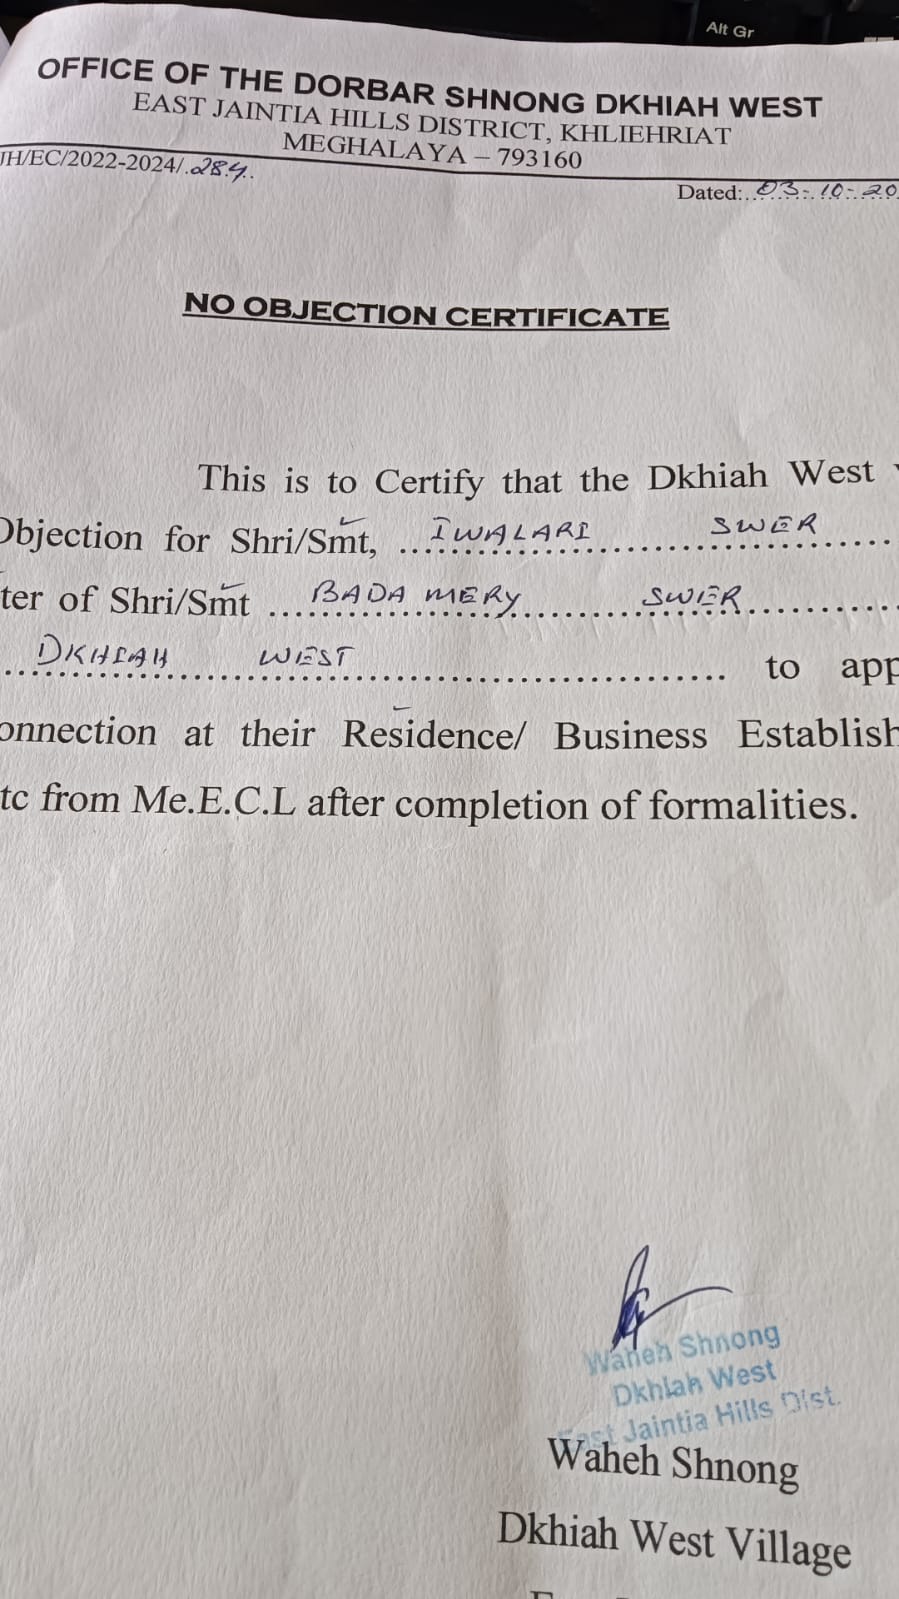 Alt Gr
OFFICE OF THE DORBAR SHNONG DKHIAH WEST
EAST JAINTIA HILLS DISTRICT, KHLIEHRIAT
MEGHALAYA – 793160
JH/EC/2022-2024/.284..
Dated:..03-.10-.20
NO OBJECTION CERTIFICATE
This is to Certify that the Dkhiah West
Objection for Shri/Smt, IWALARI SWER
ter of Shri/Smt BADA MERY SWER
DKHIAH WEST to app
onnection at their Residence/ Business Establish
tc from Me.E.C.L after completion of formalities.
Waheh Shnong
Dkhiah West
East Jaintia Hills Dist.
Waheh Shnong
Dkhiah West Village